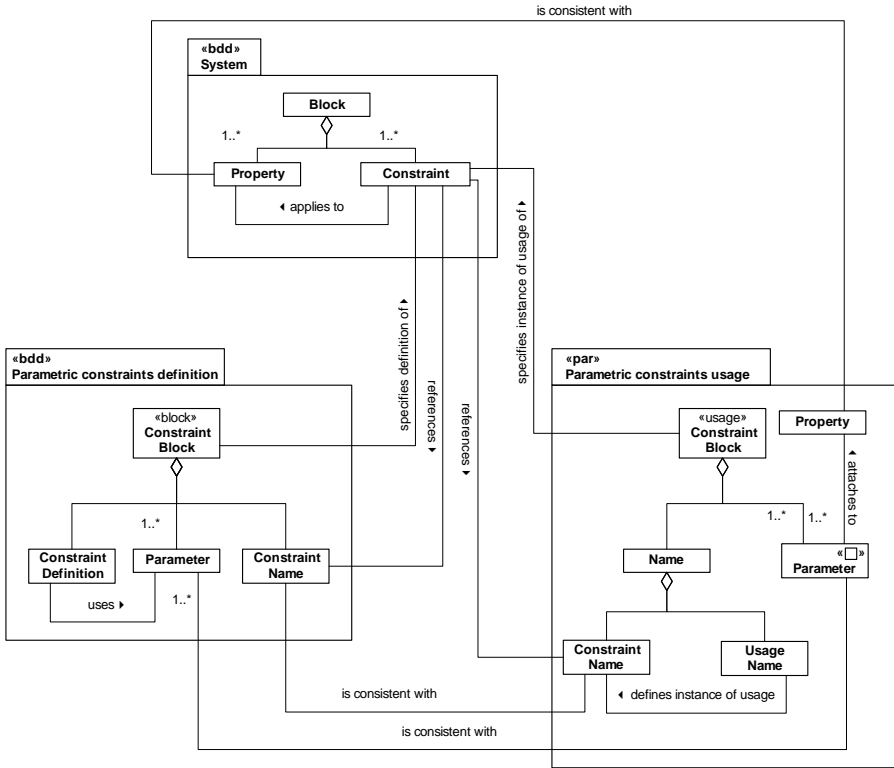 is consistent with
«bdd»
System
Block
1..* 1..*
Property Constraint
◂ applies to
specifies definition of ▸
references ▸
references ▸
specifies instance of usage of ▸
«bdd»
Parametric constraints definition
«block»
Constraint
Block
1..*
Constraint
Definition
Parameter
Constraint
Name
uses ▸
1..*
«par»
Parametric constraints usage
«usage»
Constraint
Block
Property
◂ attaches to
1..* 1..*
Name
«□»
Parameter
Constraint
Name
Usage
Name
◂ defines instance of usage
is consistent with
is consistent with